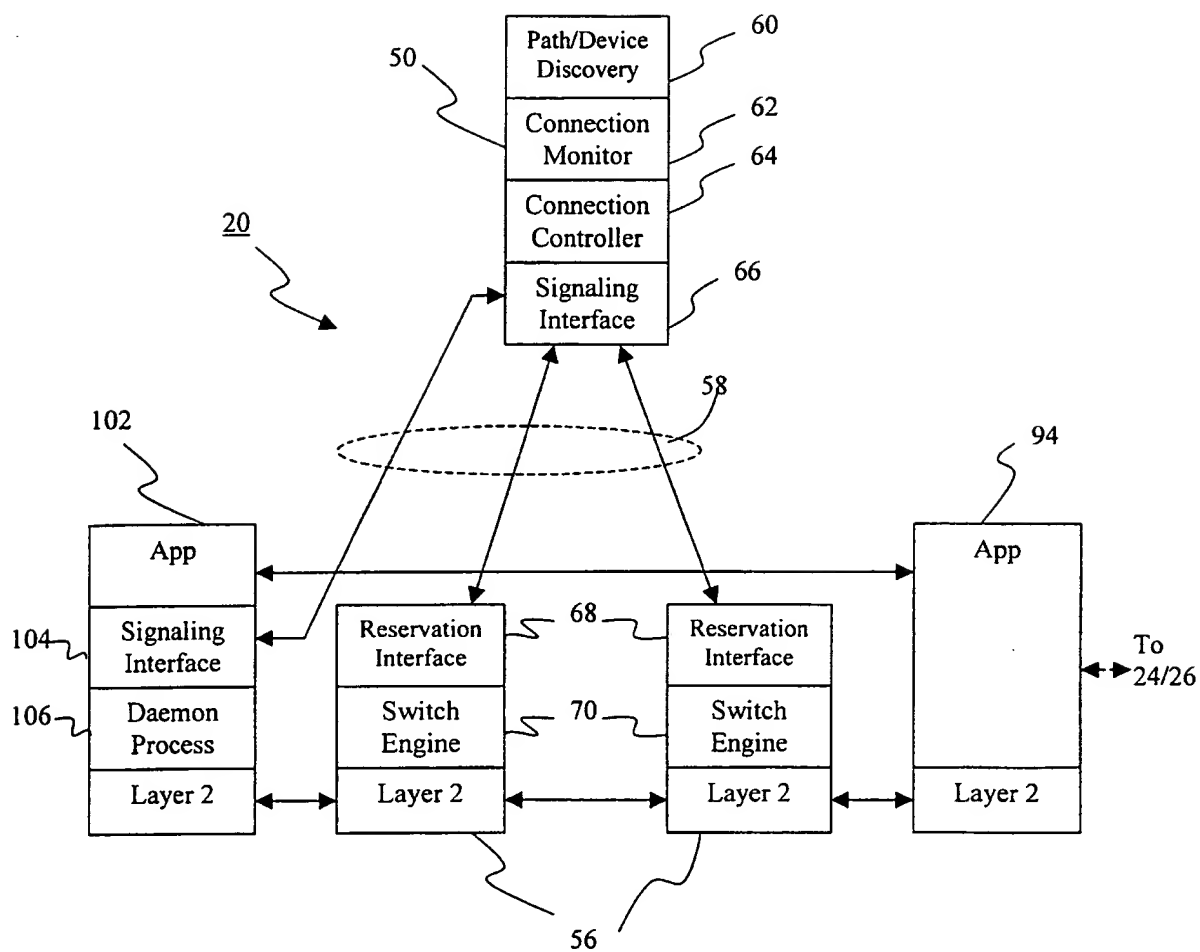 Path/Device
Discovery
60
50
Connection
Monitor
62
64
Connection
Controller
20
66
Signaling
Interface
58
102
94
App
App
104
Signaling
Interface
Reservation
Interface
68
Reservation
Interface
To
24/26
106
Daemon
Process
Switch
Engine
70
Switch
Engine
Layer 2
Layer 2
Layer 2
Layer 2
56